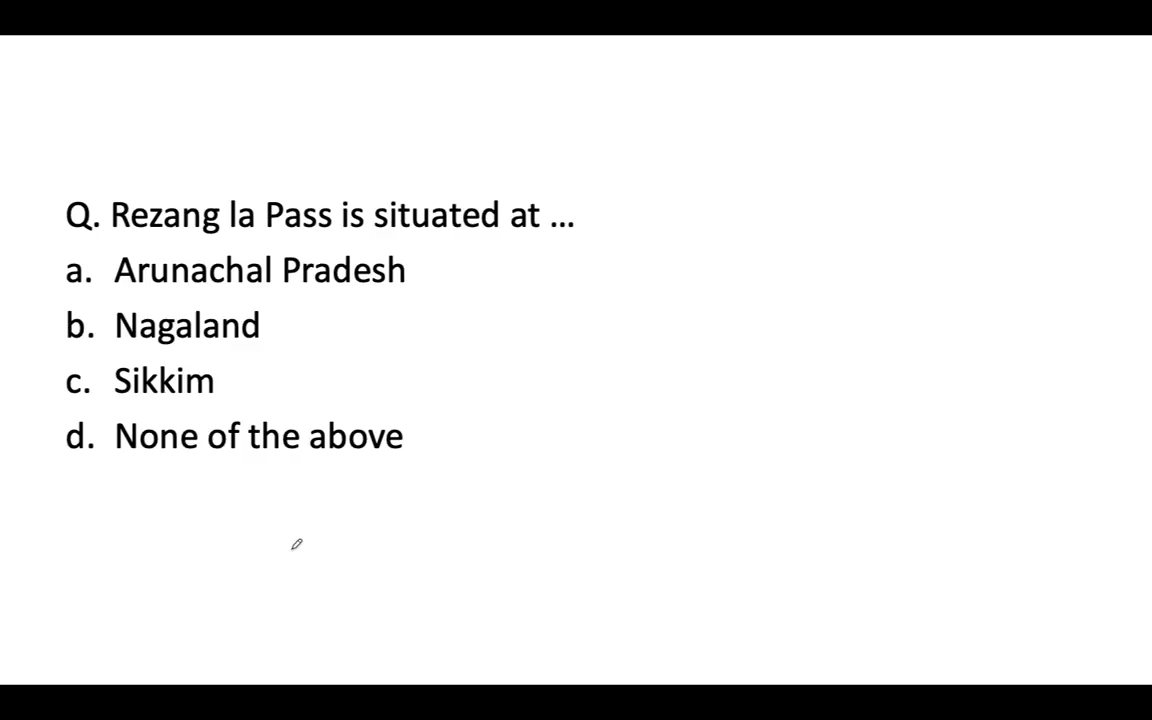 Q. Rezang la Pass is situated at ...
a. Arunachal Pradesh
b. Nagaland
c. Sikkim
d. None of the above